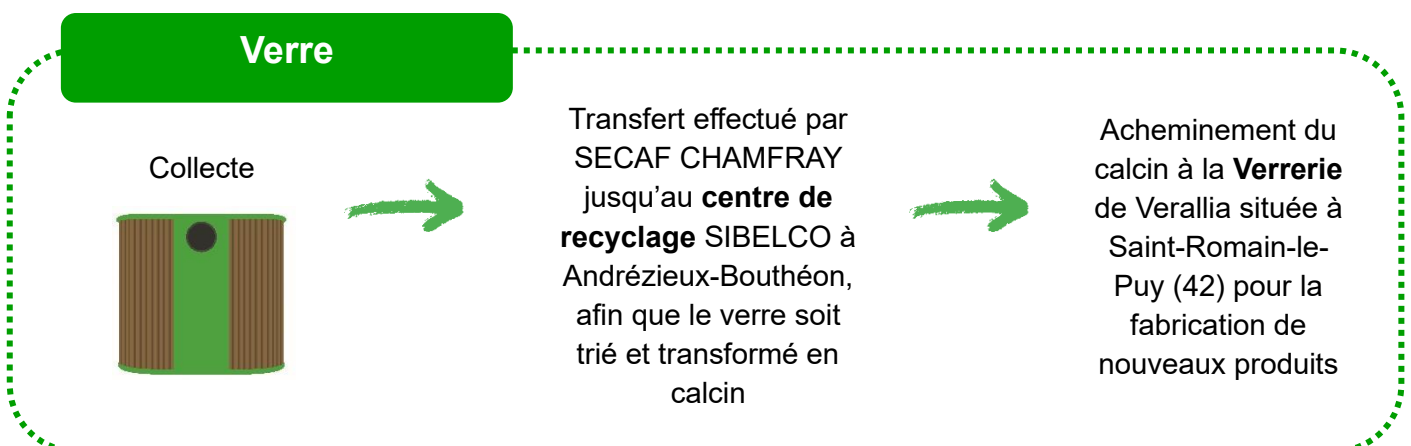 Verre
Collecte
Transfert effectué par
SECAF CHAMFRAY
jusqu’au centre de
recyclage SIBELCO à
Andrézieux-Bouthéon,
afin que le verre soit
trié et transformé en
calcin
Acheminement du
calcin à la Verrerie
de Verallia située à
Saint-Romain-le-
Puy (42) pour la
fabrication de
nouveaux produits